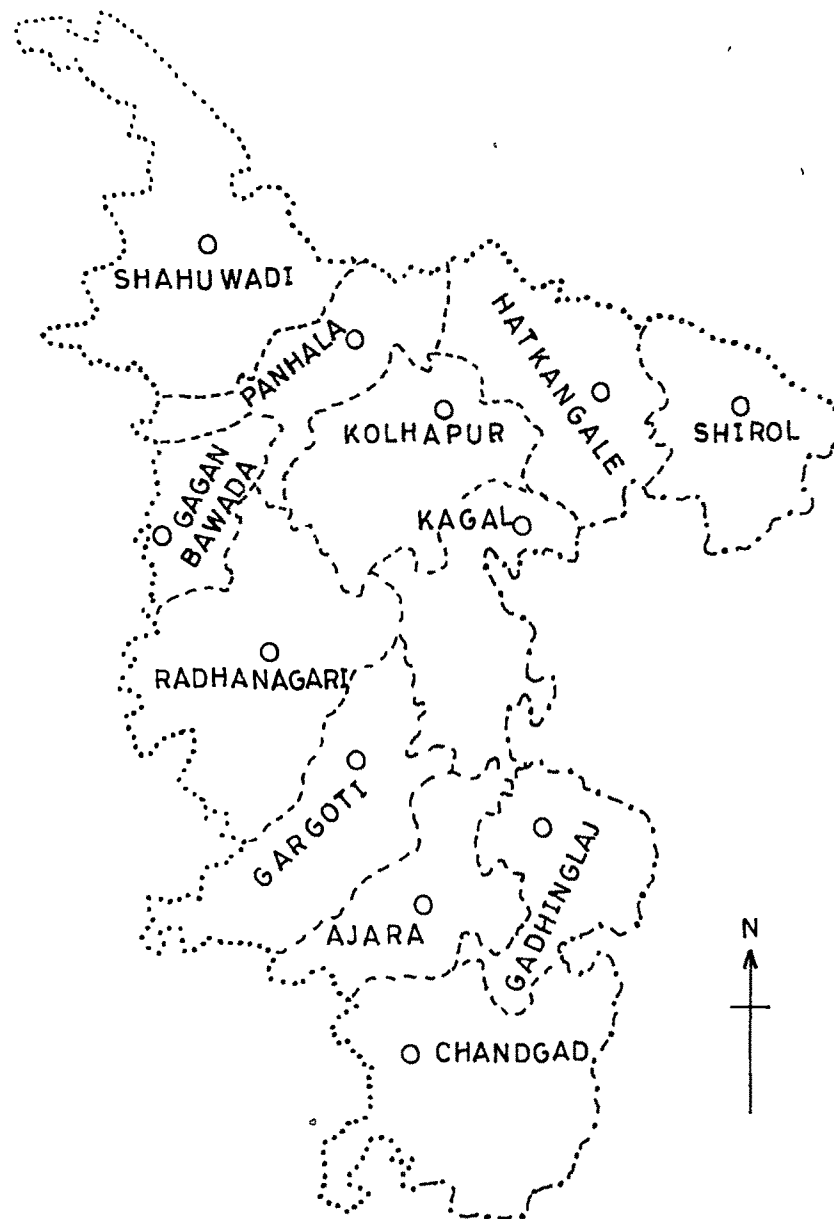 SHAHUWADI
PANHALA
HATKANGALE
KOLHAPUR
SHIROL
GAGAN
BAWADA
KAGAL
RADHANAGARI
GARGOTI
GADHINGLAJ
AJARA
N
CHANDGAD